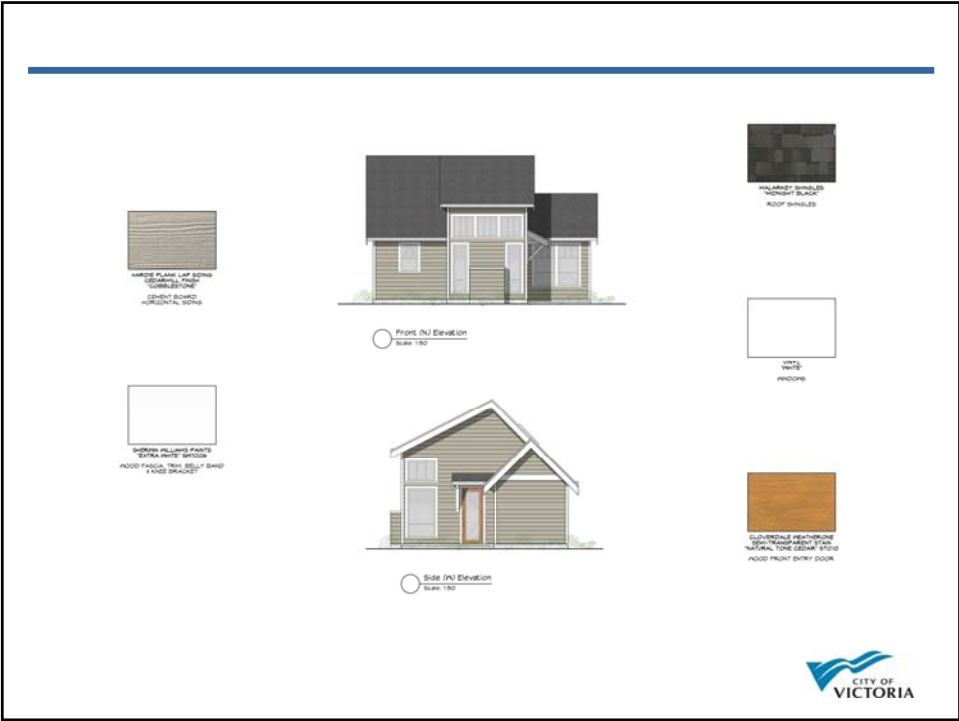 HARDIE PLANK LAP SIDING
CEDARMILL FINISH
"COBBLESTONE"
CEMENT BOARD
HORIZONTAL SIDING
SHERWIN WILLIAMS PAINTS
"EXTRA WHITE" SW7006
WOOD FASCIA, TRIM, BELLY BAND
& KNEE BRACKET
Front (N) Elevation
Scale: 1:50
Side (W) Elevation
Scale: 1:50
MALARKEY SHINGLES
"MIDNIGHT BLACK"
ROOF SHINGLES
VINYL
"WHITE"
WINDOWS
CLOVERDALE WEATHERONE
SEMI-TRANSPARENT STAIN
"NATURAL TONE CEDAR" ST010
WOOD FRONT ENTRY DOOR
CITY OF
VICTORIA